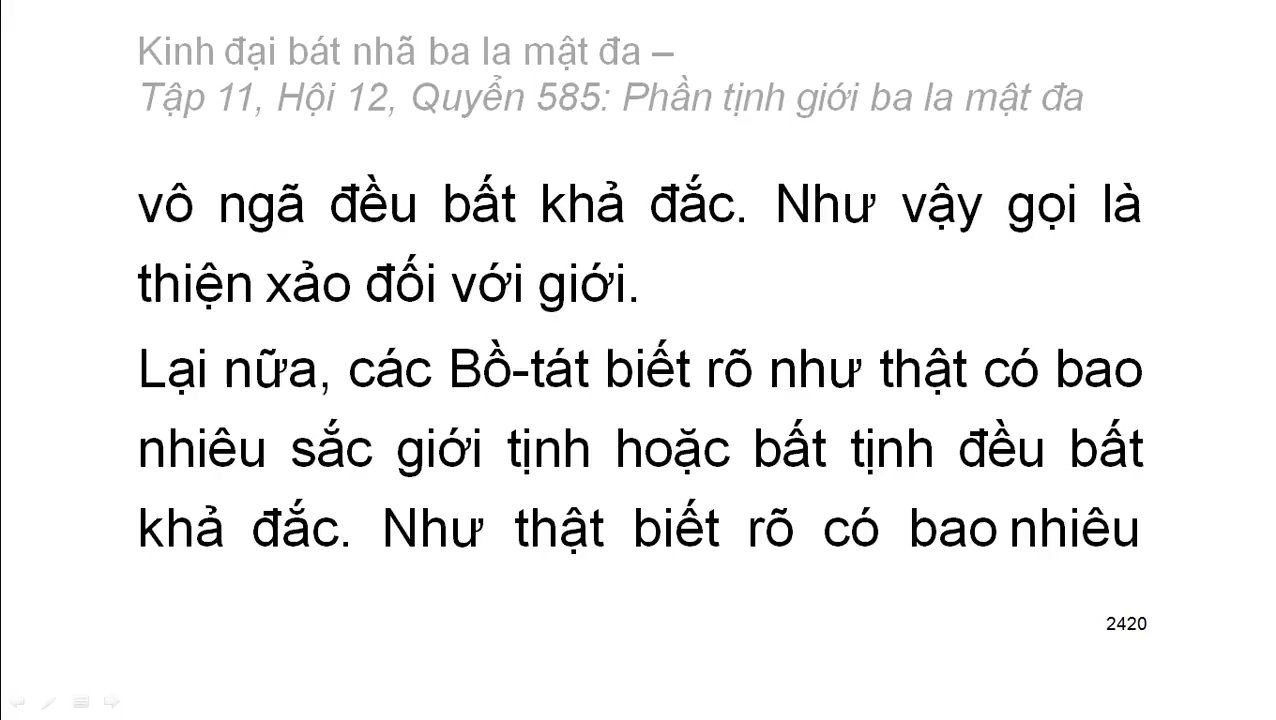 Kinh đại bát nhã ba la mật đa –
Tập 11, Hội 12, Quyển 585: Phần tịnh giới ba la mật đa
vô ngã đều bất khả đắc. Như vậy gọi là
thiện xảo đối với giới.
Lại nữa, các Bồ-tát biết rõ như thật có bao
nhiêu sắc giới tịnh hoặc bất tịnh đều bất
khả đắc. Như thật biết rõ có bao nhiêu
2420